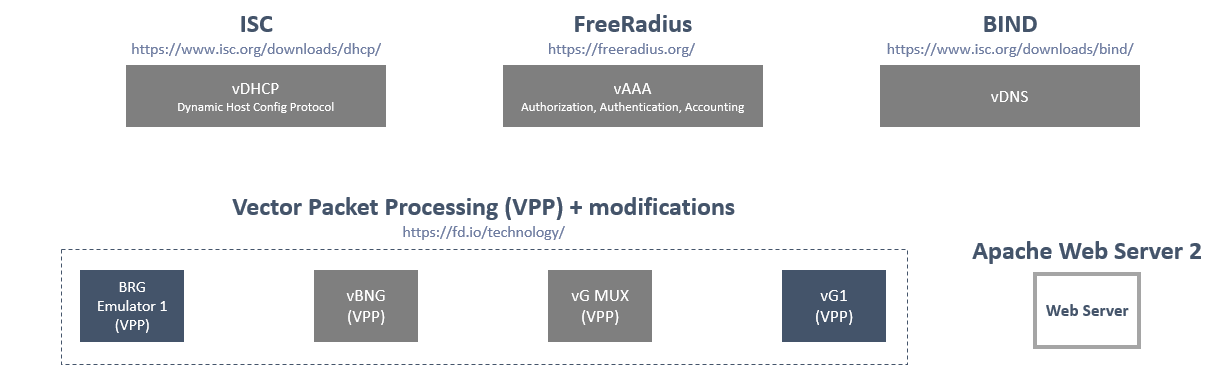 ISC
https://www.isc.org/downloads/dhcp/
vDHCP
Dynamic Host Config Protocol
FreeRadius
https://freeradius.org/
vAAA
Authorization, Authentication, Accounting
BIND
https://www.isc.org/downloads/bind/
vDNS
Vector Packet Processing (VPP) + modifications
https://fd.io/technology/
BRG
Emulator 1
(VPP)
vBNG
(VPP)
vG MUX
(VPP)
vG1
(VPP)
Apache Web Server 2
Web Server